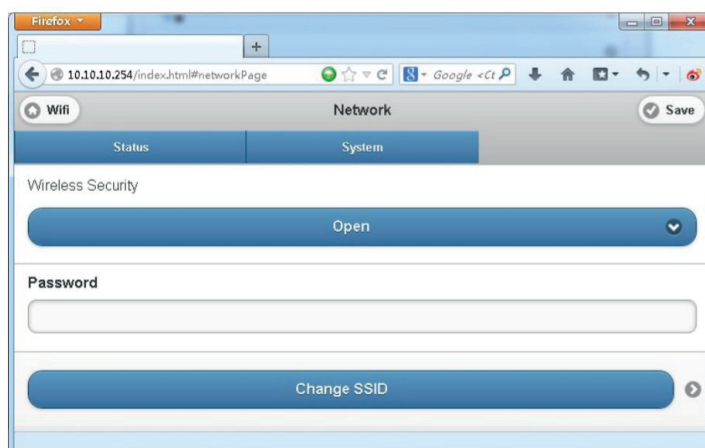 Firefox
10.10.10.254/index.html#networkPage
Google <Ct
Wifi
Network
Save
Status
System
Wireless Security
Open
Password
Change SSID